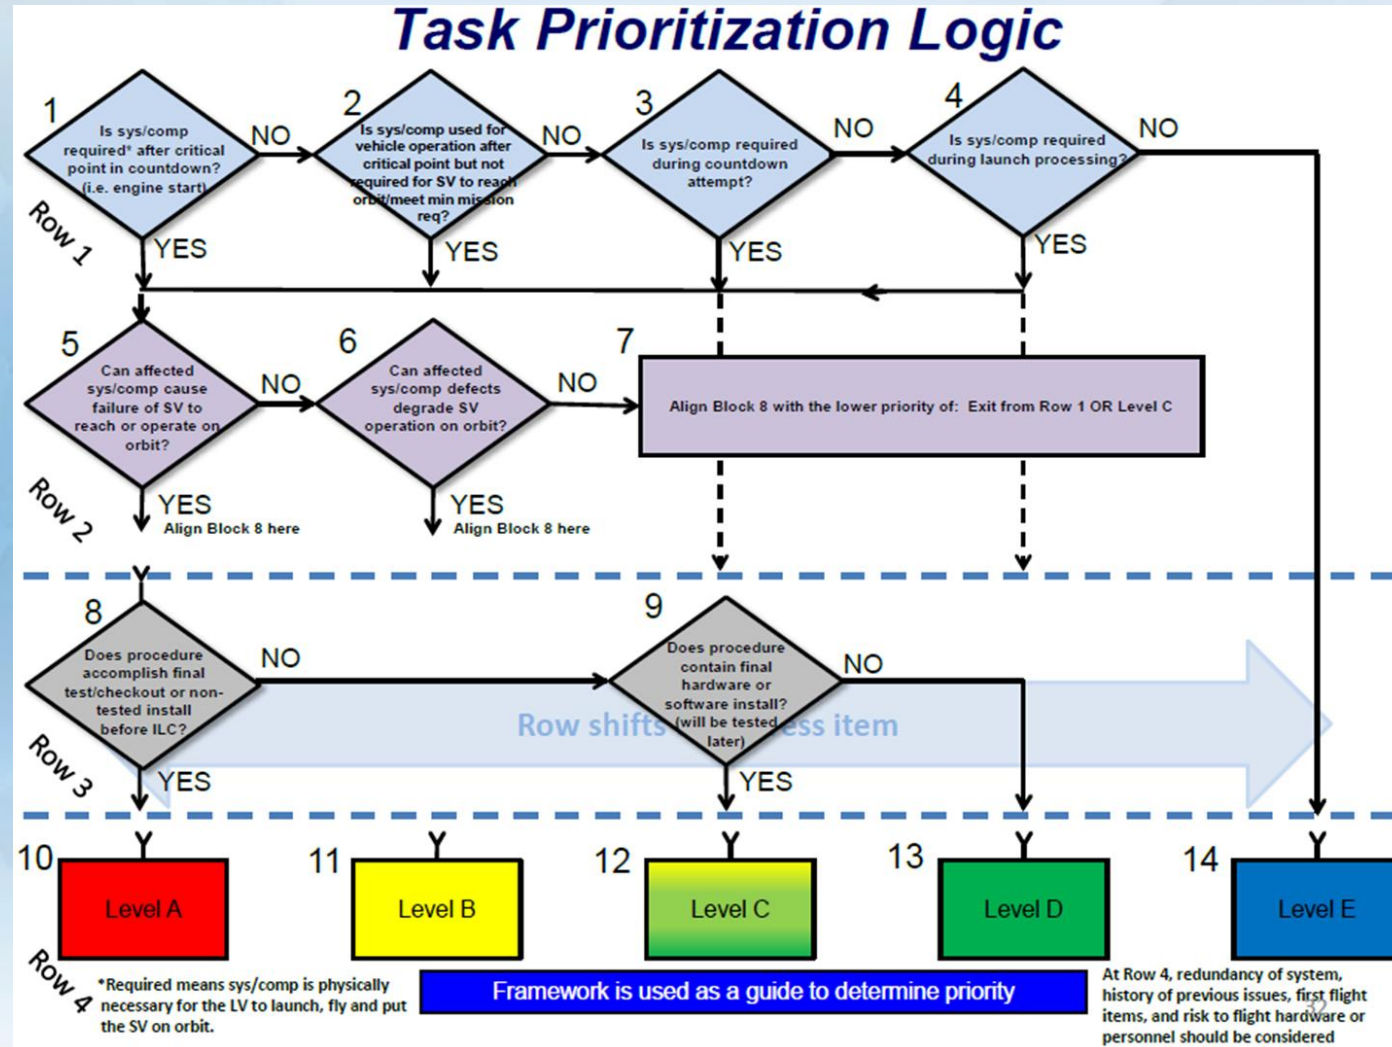 Task Prioritization Logic
1
Is sys/comp
required* after critical
point in countdown?
(i.e. engine start)
NO
YES
2
Is sys/comp used for
vehicle operation after
critical point but not
required for SV to reach
orbit/meet min mission
req?
NO
YES
3
Is sys/comp required
during countdown
attempt?
NO
YES
4
Is sys/comp required
during launch processing?
NO
YES
Row 1
5
Can affected
sys/comp cause
failure of SV to
reach or operate on
orbit?
NO
YES
Align Block 8 here
6
Can affected
sys/comp defects
degrade SV
operation on orbit?
NO
YES
Align Block 8 here
7
Align Block 8 with the lower priority of: Exit from Row 1 OR Level C
Row 2
8
Does procedure
accomplish final
test/checkout or non-
tested install
before ILC?
NO
YES
9
Does procedure
contain final
hardware or
software install?
(will be tested
later)
NO
YES
Row shifts ess item
Row 3
10
Level A
11
Level B
12
Level C
13
Level D
14
Level E
Row 4
*Required means sys/comp is physically
necessary for the LV to launch, fly and put
the SV on orbit.
Framework is used as a guide to determine priority
At Row 4, redundancy of system,
history of previous issues, first flight
items, and risk to flight hardware or
personnel should be considered
32